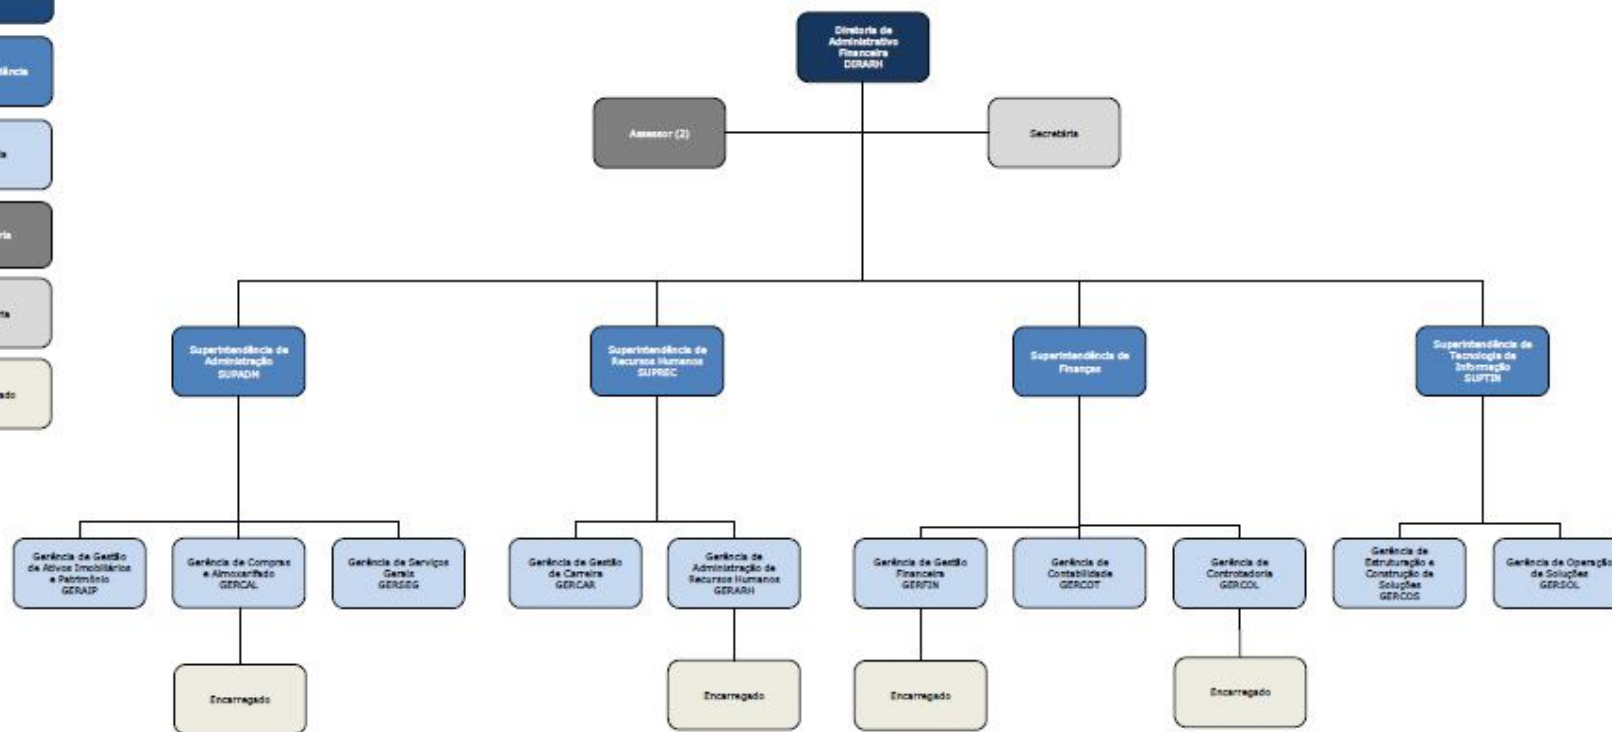 Diretoria de
Administrativo
Financeira
DIRARH
Assessor (2)
Secretária
Superintendência de
Administração
SUPADM
Superintendência de
Recursos Humanos
SUPREC
Superintendência de
Finanças
Superintendência de
Tecnologia da
Informação
SUPTIN
Gerência de Gestão
de Ativos Imobiliários
e Patrimônio
GERAIP
Gerência de Compras
e Almoxarifado
GERCAL
Gerência de Serviços
Gerais
GERSEG
Gerência de Gestão
de Carreira
GERCAR
Gerência de
Administração de
Recursos Humanos
GERARH
Gerência de Gestão
Financeira
GERFIN
Gerência de
Contabilidade
GERCOT
Gerência de
Controladoria
GERCOL
Gerência de
Estruturação e
Construção de
Soluções
GERCOS
Gerência de Operação
de Soluções
GERSOL
Encarregado
Encarregado
Encarregado
Encarregado